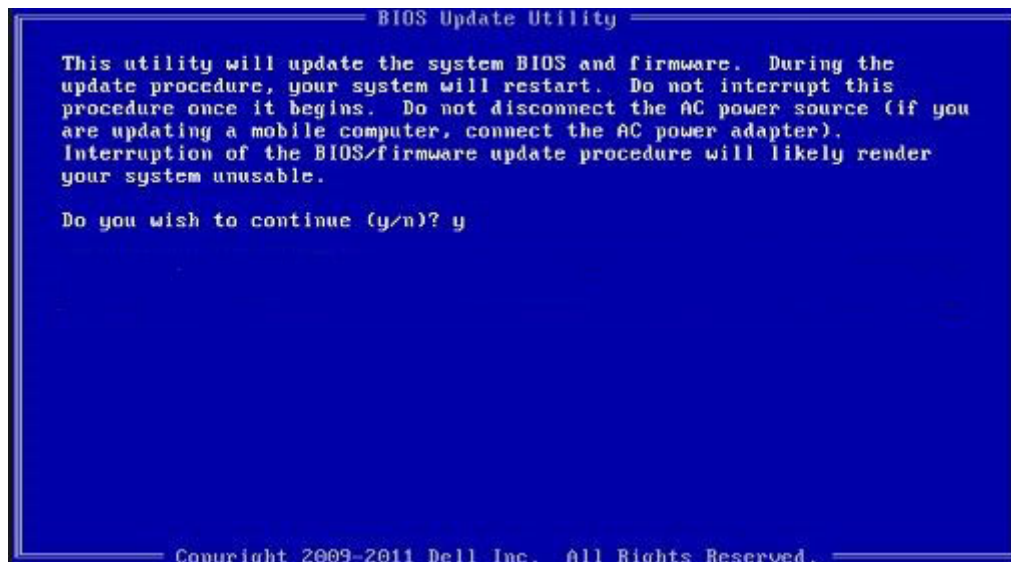 BIOS Update Utility
This utility will update the system BIOS and firmware. During the
update procedure, your system will restart. Do not interrupt this
procedure once it begins. Do not disconnect the AC power source (if you
are updating a mobile computer, connect the AC power adapter).
Interruption of the BIOS/firmware update procedure will likely render
your system unusable.
Do you wish to continue (y/n)? y
Copyright 2009-2011 Dell Inc. All Rights Reserved.